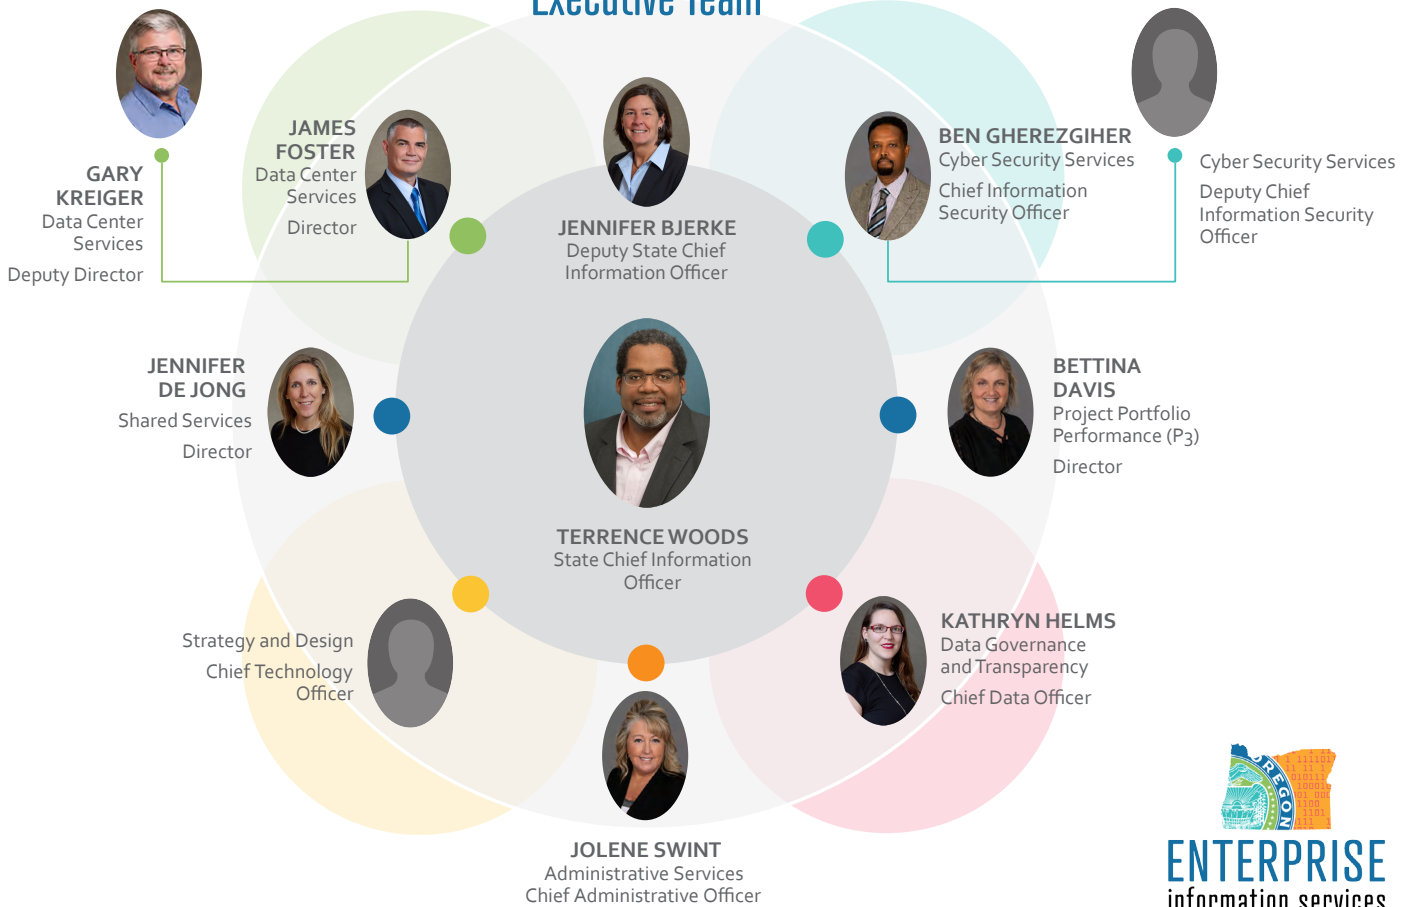 Executive Team
GARY
KREIGER
Data Center
Services
Deputy Director
JAMES
FOSTER
Data Center
Services
Director
JENNIFER BJERKE
Deputy State Chief
Information Officer
BEN GHEREZGIHER
Cyber Security Services
Chief Information
Security Officer
Cyber Security Services
Deputy Chief
Information Security
Officer
JENNIFER
DE JONG
Shared Services
Director
TERRENCE WOODS
State Chief Information
Officer
BETTINA
DAVIS
Project Portfolio
Performance (P3)
Director
Strategy and Design
Chief Technology
Officer
JOLENE SWINT
Administrative Services
Chief Administrative Officer
KATHRYN HELMS
Data Governance
and Transparency
Chief Data Officer
OREGON
ENTERPRISE
information services